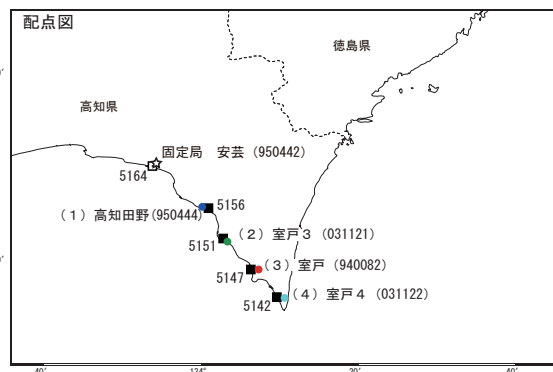 配点図
徳島県
高知県
固定局 安芸 (950442)
5164
5156
(1) 高知田野(950444)
(2) 室戸3 (031121)
5151
(3) 室戸 (940082)
5147
(4) 室戸4 (031122)
5142